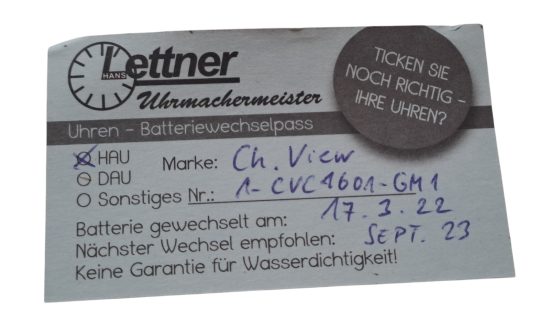 Lettner
HANS
Uhrmachermeister
TICKEN SIE
NOCH RICHTIG –
IHRE UHREN?
Uhren - Batteriewechselpass
HAU
DAU
Sonstiges
Marke: Ch. View
Nr.: 1-CVC4601-GM1
Batterie gewechselt am: 17.3.22
Nächster Wechsel empfohlen: SEPT. 23
Keine Garantie für Wasserdichtigkeit!